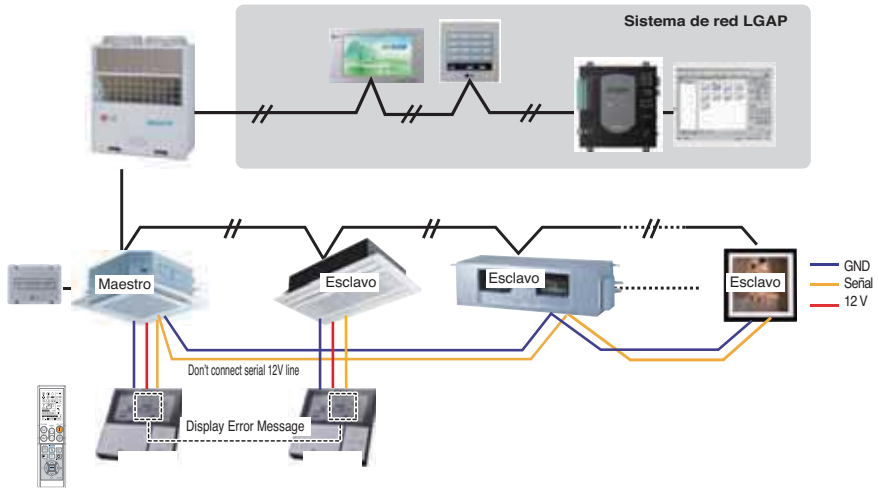 Sistema de red LGAP
Maestro
Esclavo
Esclavo
Esclavo
GND
Señal
12 V
Don't connect serial 12V line
Display Error Message